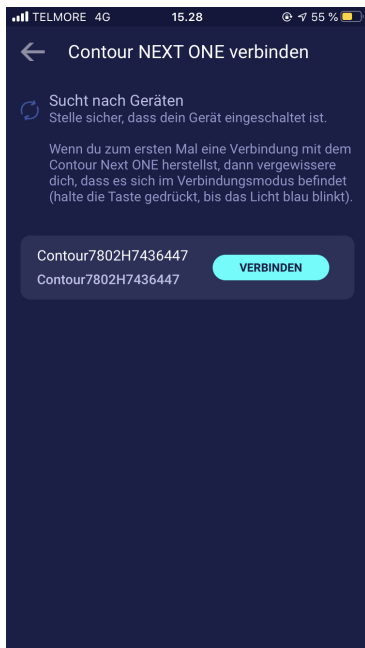 TELMORE 4G 15.28 55 %
Contour NEXT ONE verbinden
Sucht nach Geräten
Stelle sicher, dass dein Gerät eingeschaltet ist.
Wenn du zum ersten Mal eine Verbindung mit dem
Contour Next ONE herstellst, dann vergewissere
dich, dass es sich im Verbindungsmodus befindet
(halte die Taste gedrückt, bis das Licht blau blinkt).
Contour7802H7436447
VERBINDEN
Contour7802H7436447